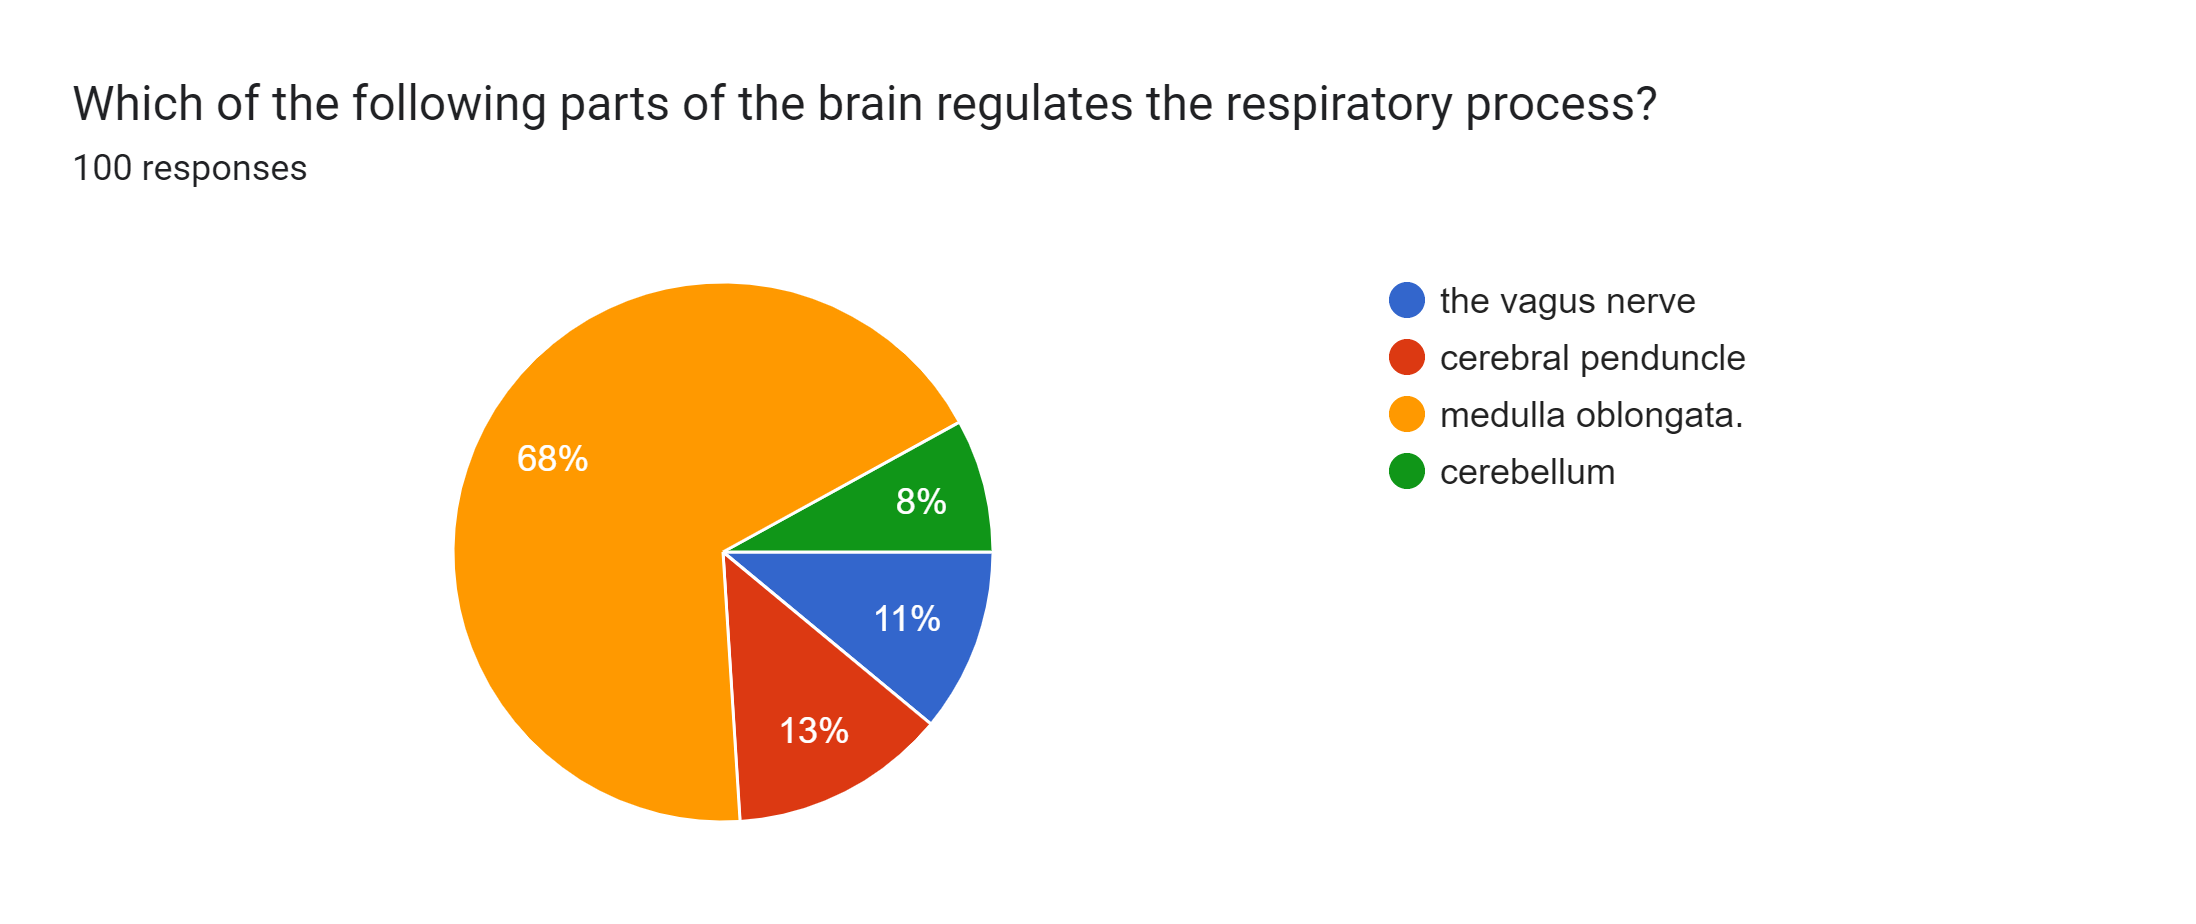 Which of the following parts of the brain regulates the respiratory process?
100 responses
the vagus nerve
cerebral penduncle
medulla oblongata.
cerebellum
68%
8%
11%
13%